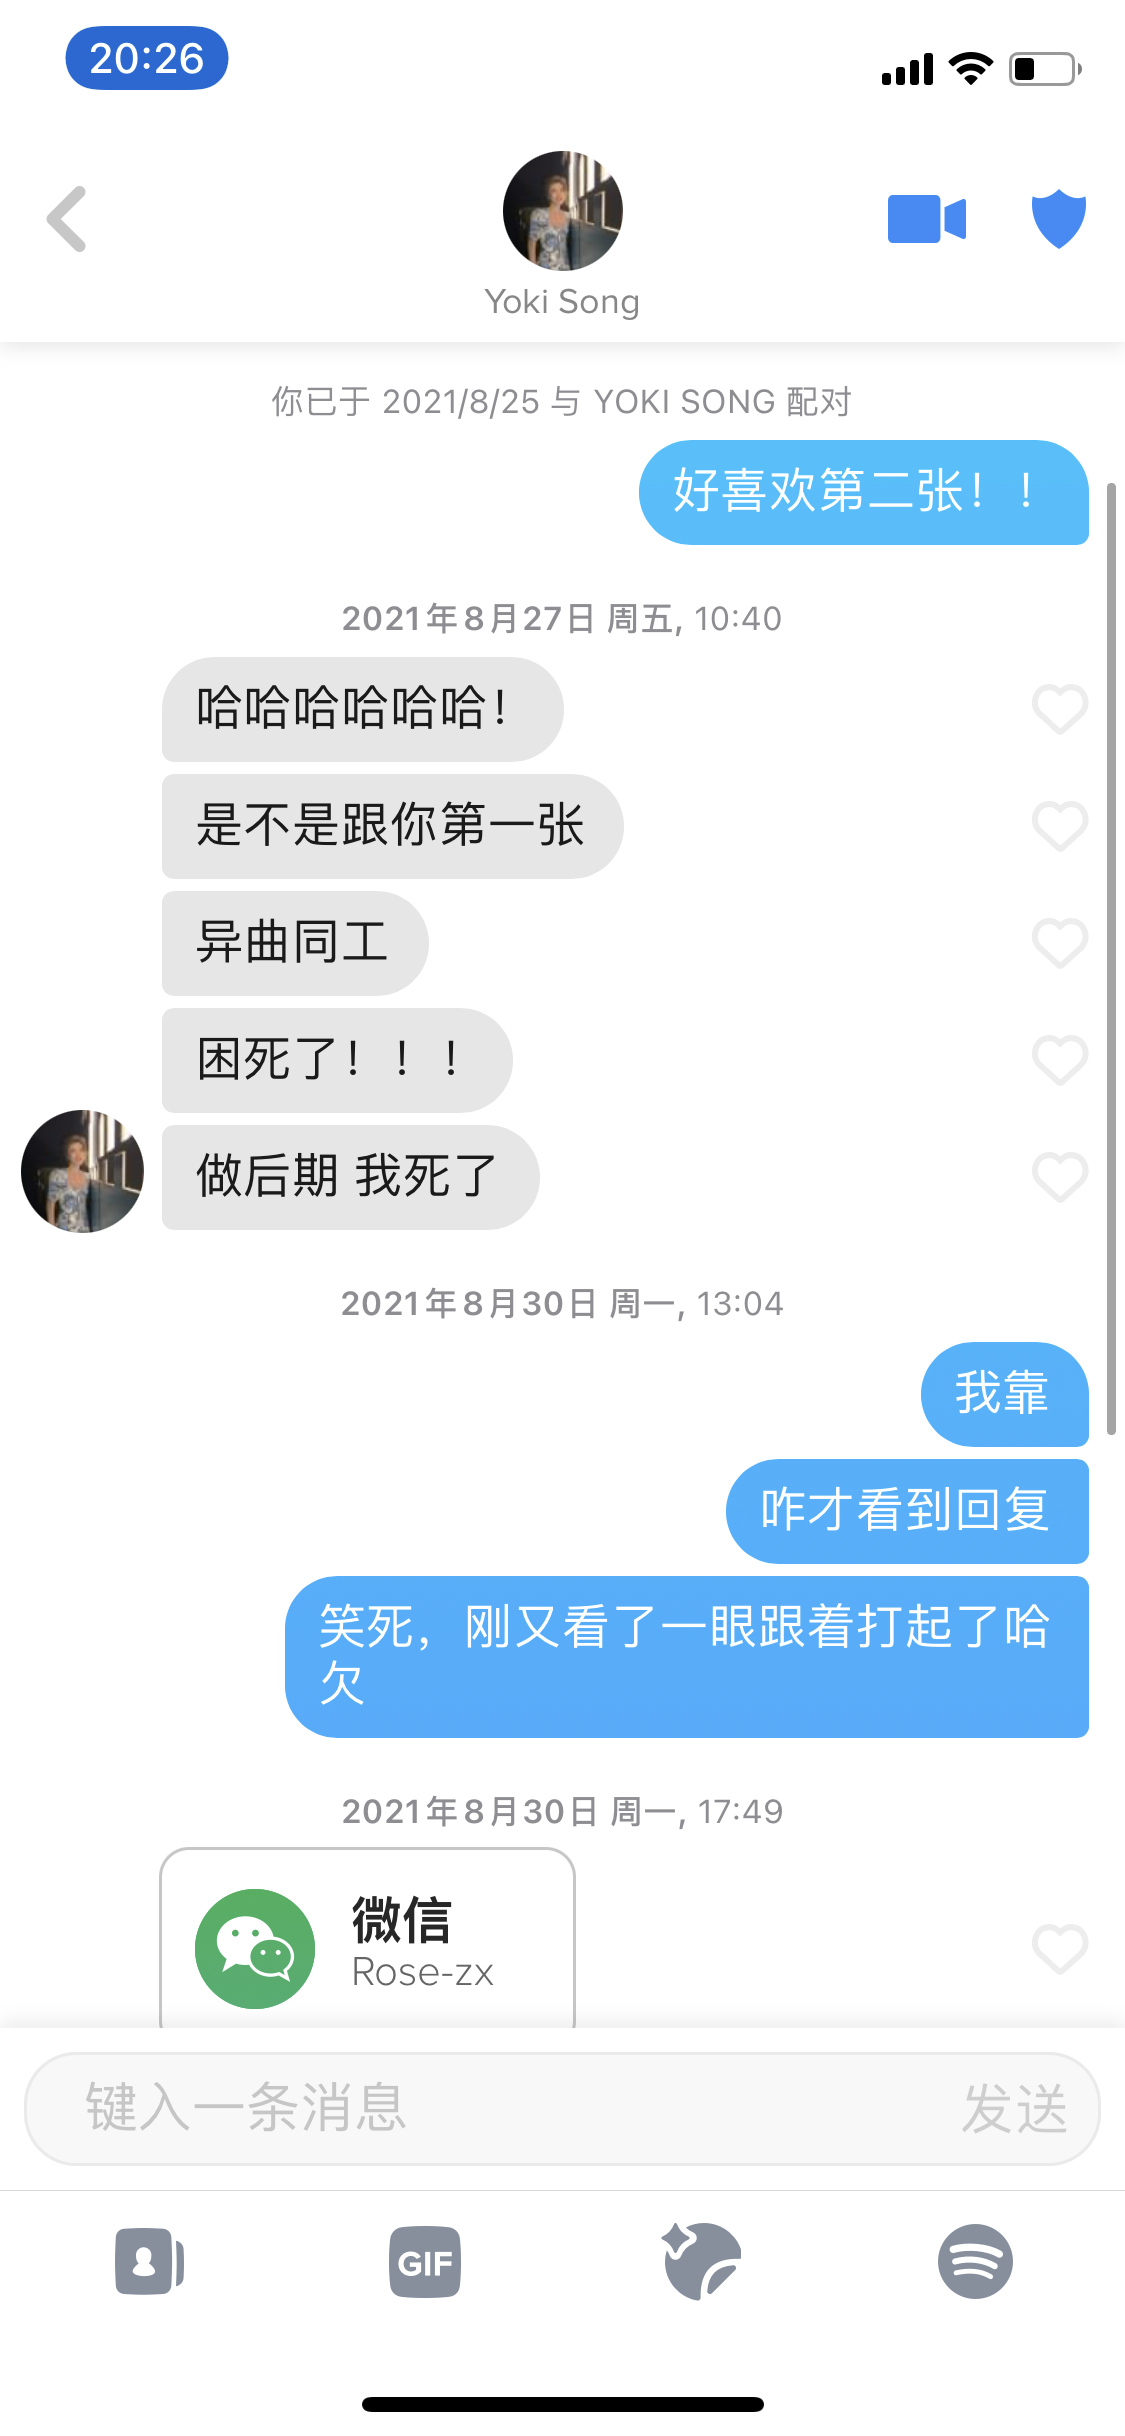 20:26
Yoki Song
你已于 2021/8/25 与 YOKI SONG 配对
好喜欢第二张！！
2021年8月27日 周五, 10:40
哈哈哈哈哈哈！
是不是跟你第一张
异曲同工
困死了！！！
做后期 我死了
2021年8月30日 周一, 13:04
我靠
咋才看到回复
笑死，刚又看了一眼跟着打起了哈
欠
2021年8月30日 周一, 17:49
微信
Rose-zx
键入一条消息
发送
GIF